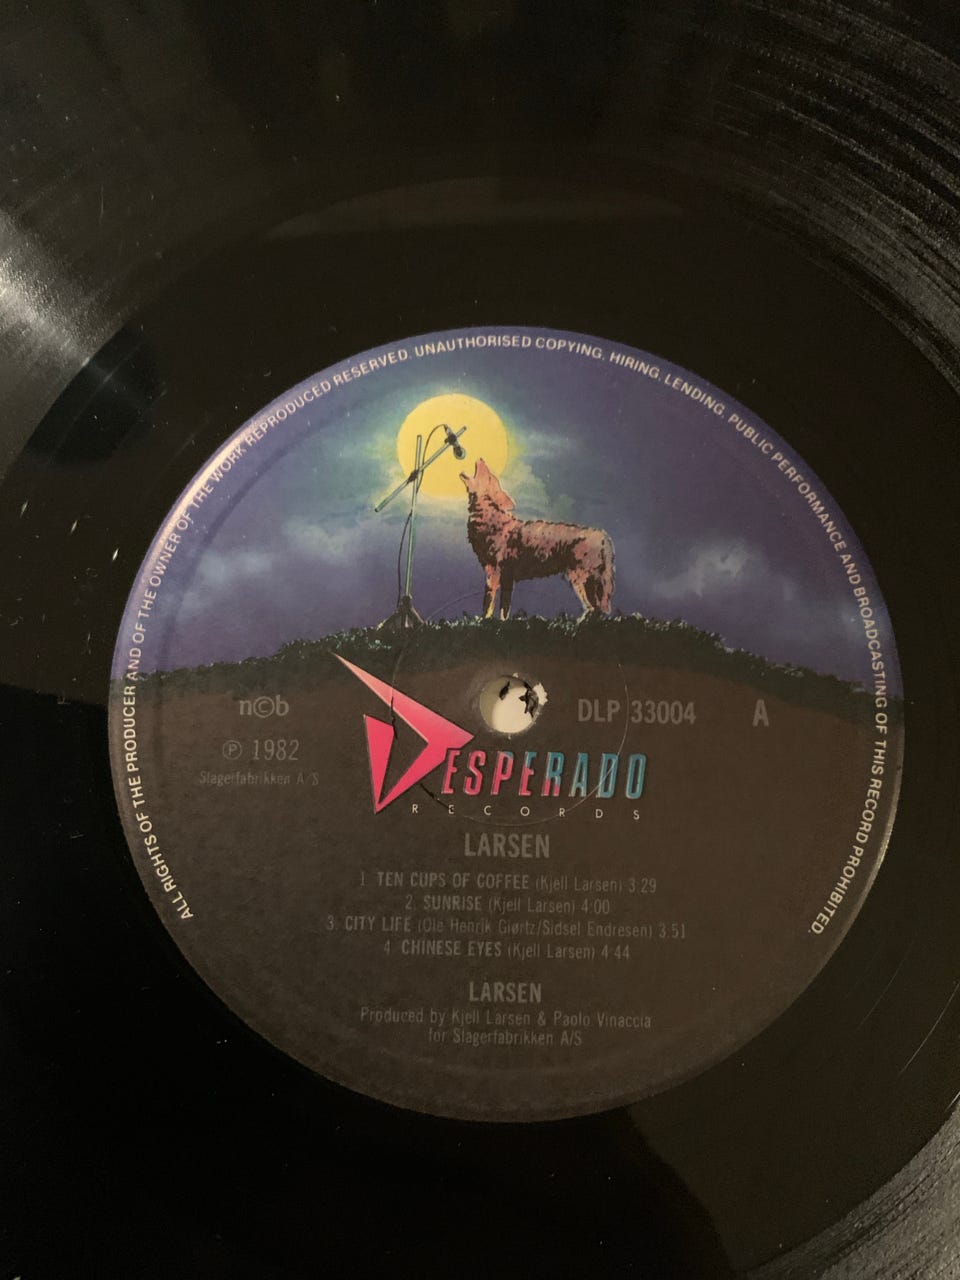 ALL RIGHTS OF THE PRODUCER AND OF THE OWNER OF THE WORK REPRODUCED RESERVED. UNAUTHORISED COPYING, HIRING, LENDING, PUBLIC PERFORMANCE AND BROADCASTING OF THIS RECORD PROHIBITED.
n©b
DLP 33004 A
℗ 1982
Slagerfabrikken A/S
DESPERADO
RECORDS
LARSEN
1 TEN CUPS OF COFFEE (Kjell Larsen) 3:29
2. SUNRISE (Kjell Larsen) 4:00
3. CITY LIFE (Ole Henrik Giørtz/Sidsel Endresen) 3.51
4 CHINESE EYES (Kjell Larsen) 4:44
LARSEN
Produced by Kjell Larsen & Paolo Vinaccia
for Slagerfabrikken A/S